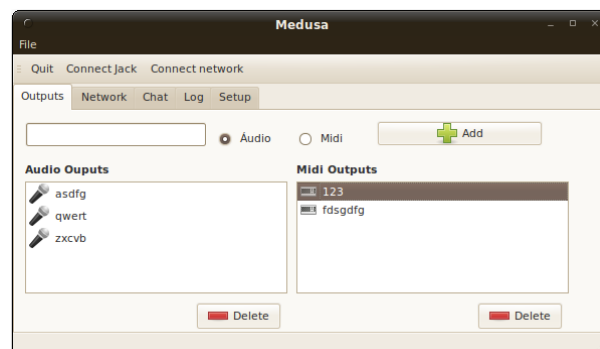 Medusa
File
Quit Connect Jack Connect network
Outputs Network Chat Log Setup
Áudio Midi Add
Audio Ouputs Midi Outputs
asdfg 123
qwert fdsgdfg
zxcvb
Delete Delete